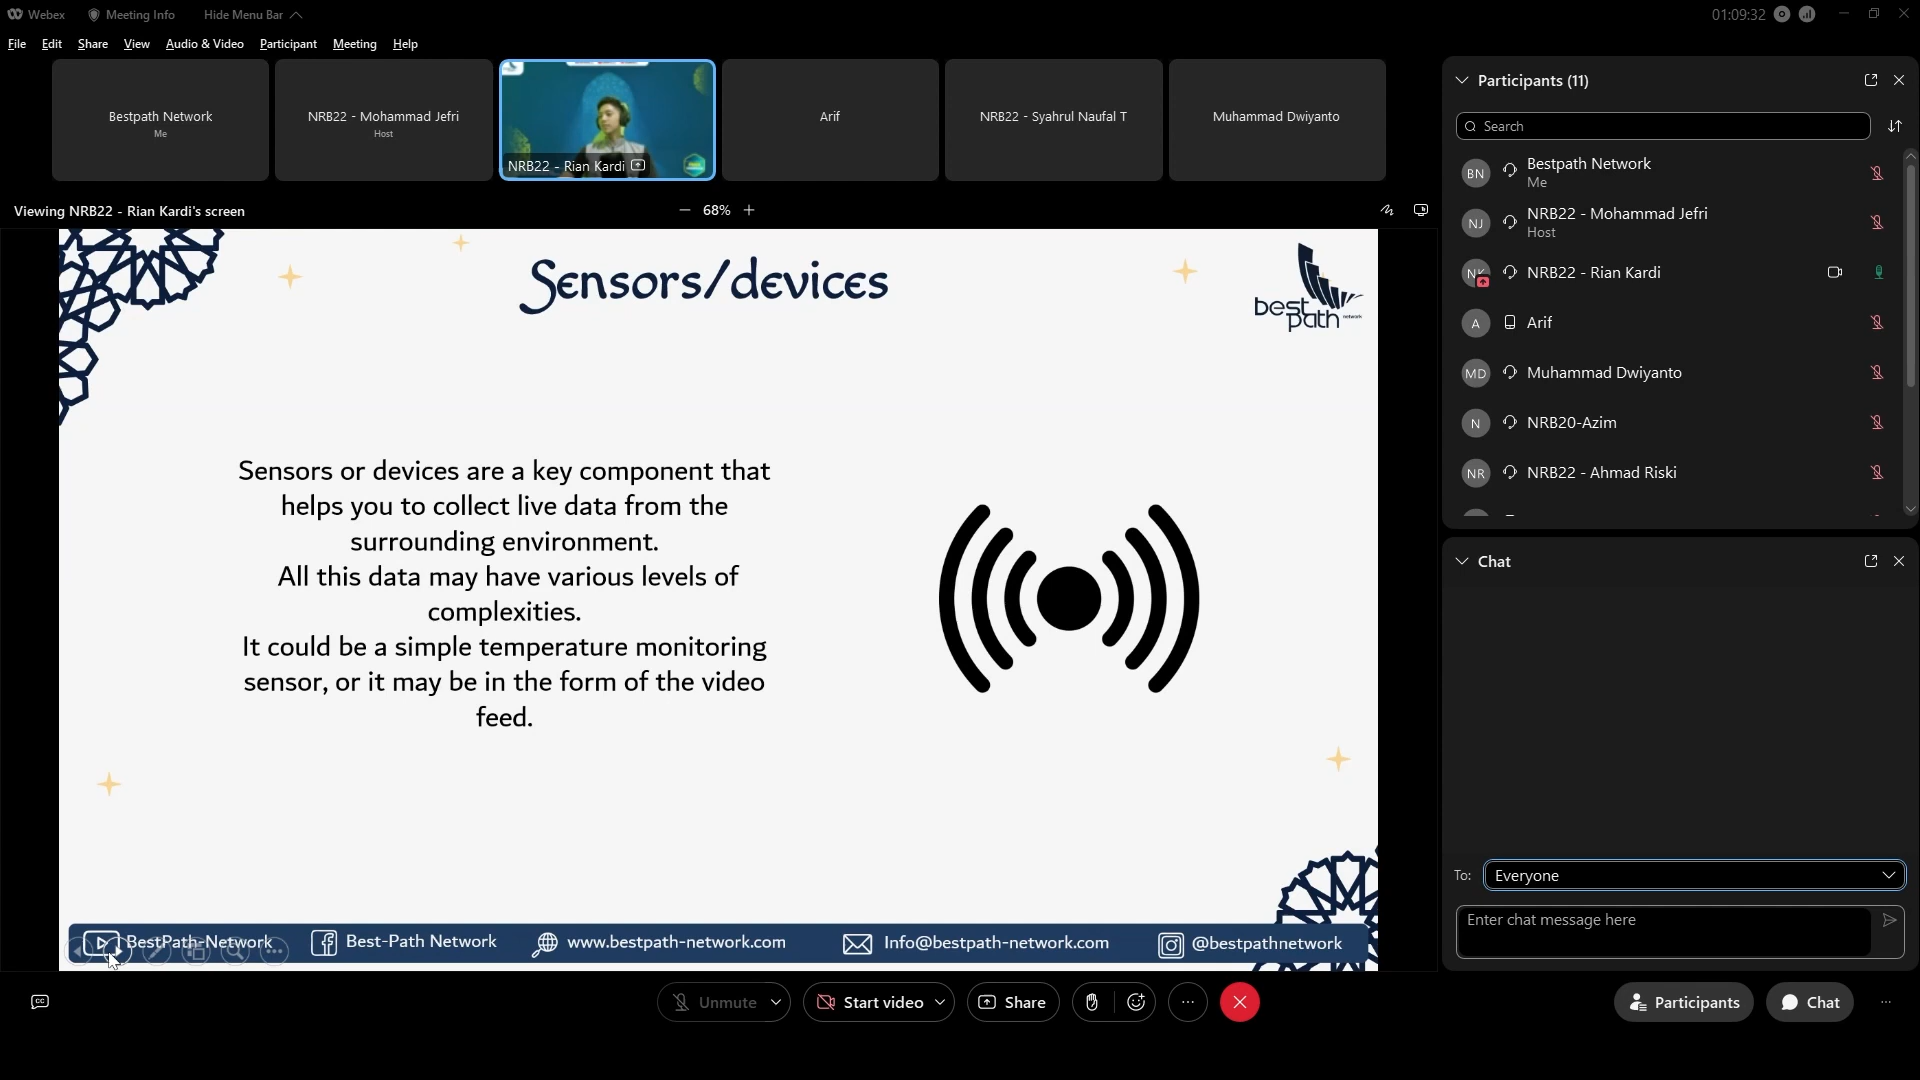 Webex
Meeting Info
Hide Menu Bar
01:09:32
File
Edit
Share
View
Audio & Video
Participant
Meeting
Help
Bestpath Network
Me
NRB22 - Mohammad Jefri
Host
NRB22 - Rian Kardi
Arif
NRB22 - Syahrul Naufal T
Muhammad Dwiyanto
Viewing NRB22 - Rian Kardi's screen
68%
Sensors/devices
best
path
network
Sensors or devices are a key component that
helps you to collect live data from the
surrounding environment.
All this data may have various levels of
complexities.
It could be a simple temperature monitoring
sensor, or it may be in the form of the video
feed.
BestPath-Network
Best-Path Network
www.bestpath-network.com
Info@bestpath-network.com
@bestpathnetwork
Participants (11)
Search
BN
Bestpath Network
Me
NJ
NRB22 - Mohammad Jefri
Host
NK
NRB22 - Rian Kardi
A
Arif
MD
Muhammad Dwiyanto
N
NRB20-Azim
NR
NRB22 - Ahmad Riski
Chat
To:
Everyone
Enter chat message here
CC
Unmute
Start video
Share
Participants
Chat